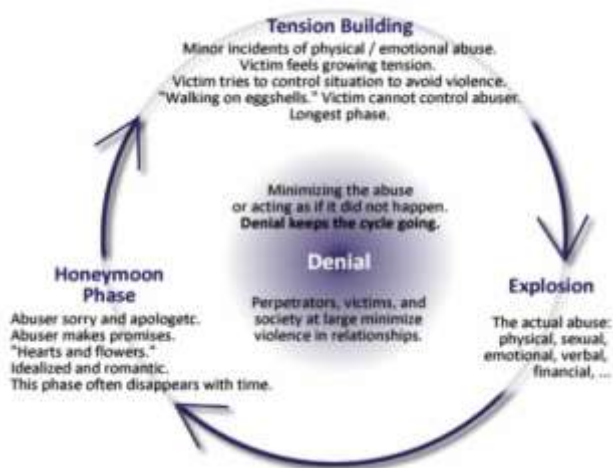 Tension Building
Minor incidents of physical / emotional abuse.
Victim feels growing tension.
Victim tries to control situation to avoid violence.
"Walking on eggshells." Victim cannot control abuser.
Longest phase.
Minimizing the abuse
or acting as if it did not happen.
Denial keeps the cycle going.
Denial
Perpetrators, victims, and
society at large minimize
violence in relationships.
Explosion
The actual abuse:
physical, sexual,
emotional, verbal,
financial, ...
Honeymoon
Phase
Abuser sorry and apologetc.
Abuser makes promises.
"Hearts and flowers."
Idealized and romantic.
This phase often disappears with time.